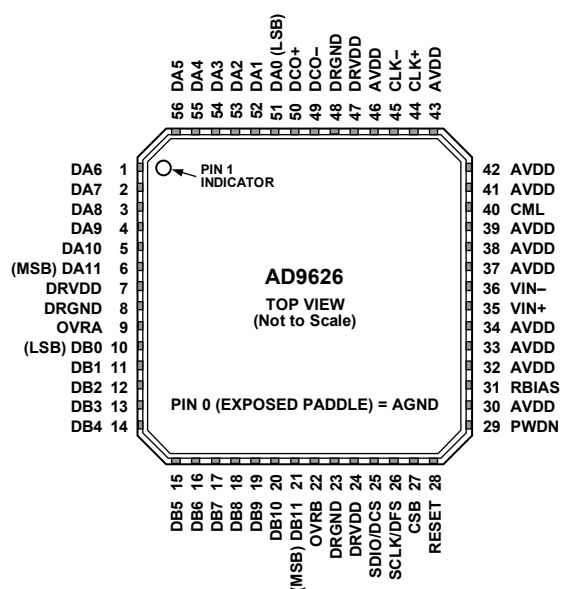 56 DA5
55 DA4
54 DA3
53 DA2
52 DA1
51 DA0 (LSB)
50 DCO+
49 DCO–
48 DRGND
47 DRVDD
46 AVDD
45 CLK–
44 CLK+
43 AVDD
DA6 1
DA7 2
DA8 3
DA9 4
DA10 5
(MSB) DA11 6
DRVDD 7
DRGND 8
OVRA 9
(LSB) DB0 10
DB1 11
DB2 12
DB3 13
DB4 14
PIN 1
INDICATOR
AD9626
TOP VIEW
(Not to Scale)
PIN 0 (EXPOSED PADDLE) = AGND
42 AVDD
41 AVDD
40 CML
39 AVDD
38 AVDD
37 AVDD
36 VIN–
35 VIN+
34 AVDD
33 AVDD
32 AVDD
31 RBIAS
30 AVDD
29 PWDN
DB5 15
DB6 16
DB7 17
DB8 18
DB9 19
DB10 20
(MSB) DB11 21
OVRB 22
DRGND 23
DRVDD 24
SDIO/DCS 25
SCLK/DFS 26
CSB 27
RESET 28